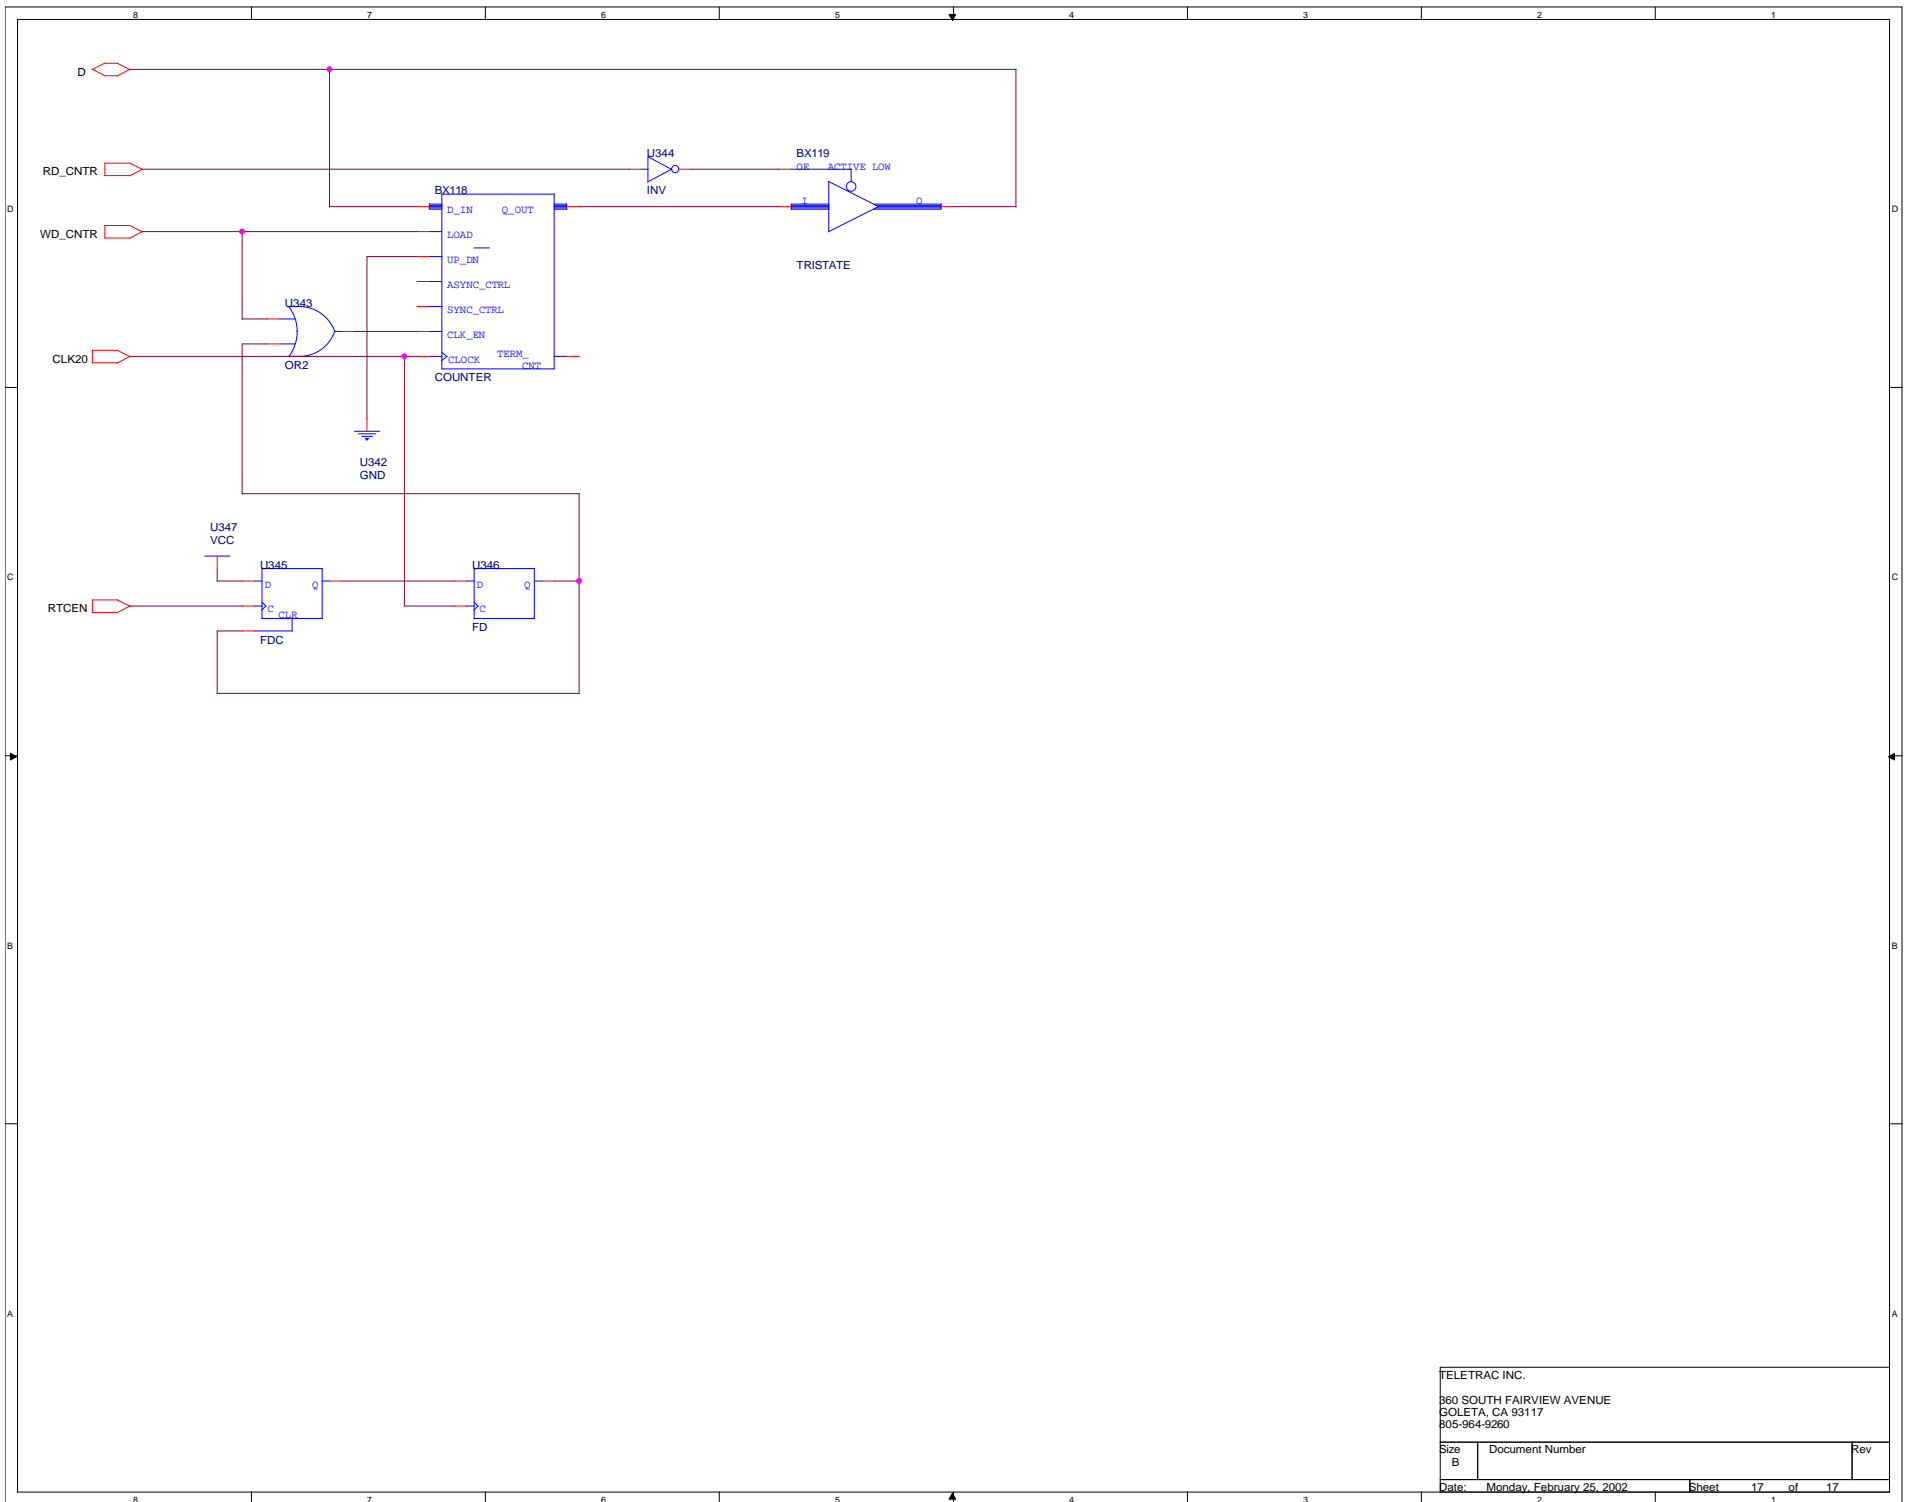 8 7 6 5 4 3 2 1
D
RD_CNTR
U344
INV
BX119
OE ACTIVE LOW
I O
TRISTATE
BX118
D_IN Q_OUT
WD_CNTR
LOAD
UP_DN
ASYNC_CTRL
SYNC_CTRL
CLK_EN
CLOCK TERM_
CNT
COUNTER
U343
OR2
CLK20
U342
GND
U347
VCC
U345
D Q
C
CLR
FDC
U346
D Q
C
FD
RTCEN
D D
C C
B B
A A
TELETRAC INC.
360 SOUTH FAIRVIEW AVENUE
GOLETA, CA 93117
805-964-9260
Size Document Number Rev
B
Date: Monday, February 25, 2002 Sheet 17 of 17
8 7 6 5 4 3 2 1